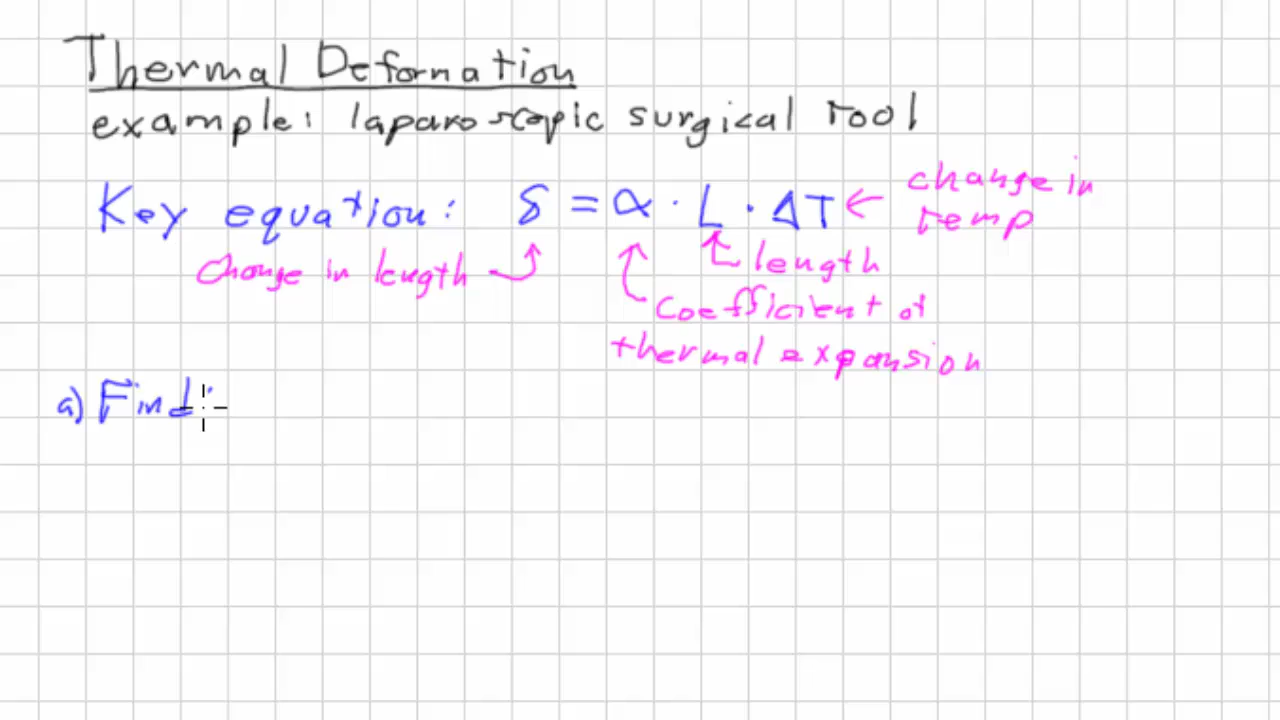 Thermal Deformation
example: laparoscopic surgical tool
Key equation: δ = α · L · ΔT ← change in temp
change in length
length
coefficient of
thermal expansion
a) Find: